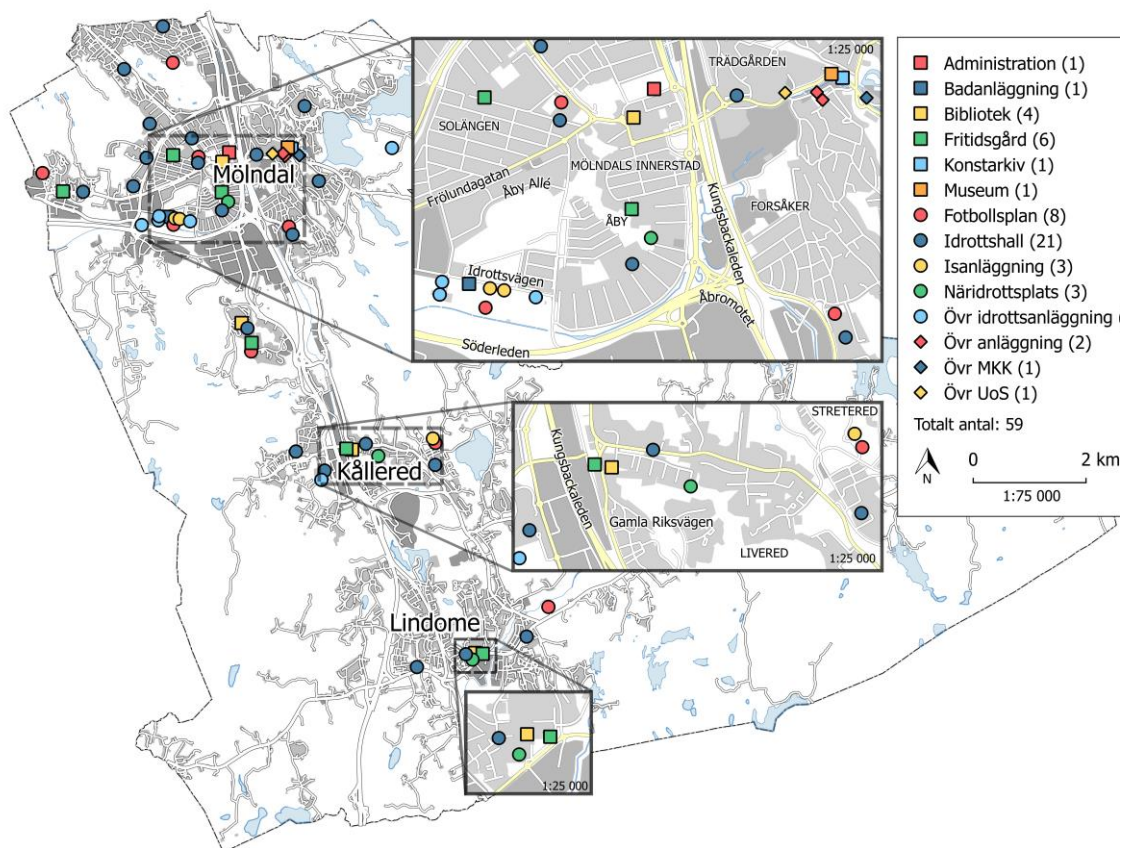 Mölndal
Kållered
Lindome
1:25 000
TRÄDGÅRDEN
SOLÄNGEN
MÖLNDALS INNERSTAD
Frölundagatan
Åby Allé
Kungsbackaleden
ÅBY
FORSÅKER
Idrottsvägen
Åbromotet
Söderleden
STRETERED
Kungsbackaleden
Gamla Riksvägen
LIVERED
1:25 000
1:25 000
Administration (1)
Badanläggning (1)
Bibliotek (4)
Fritidsgård (6)
Konstarkiv (1)
Museum (1)
Fotbollsplan (8)
Idrottshall (21)
Isanläggning (3)
Näridrottsplats (3)
Övr idrottsanläggning (
Övr anläggning (2)
Övr MKK (1)
Övr UoS (1)
Totalt antal: 59
N
0 2 km
1:75 000